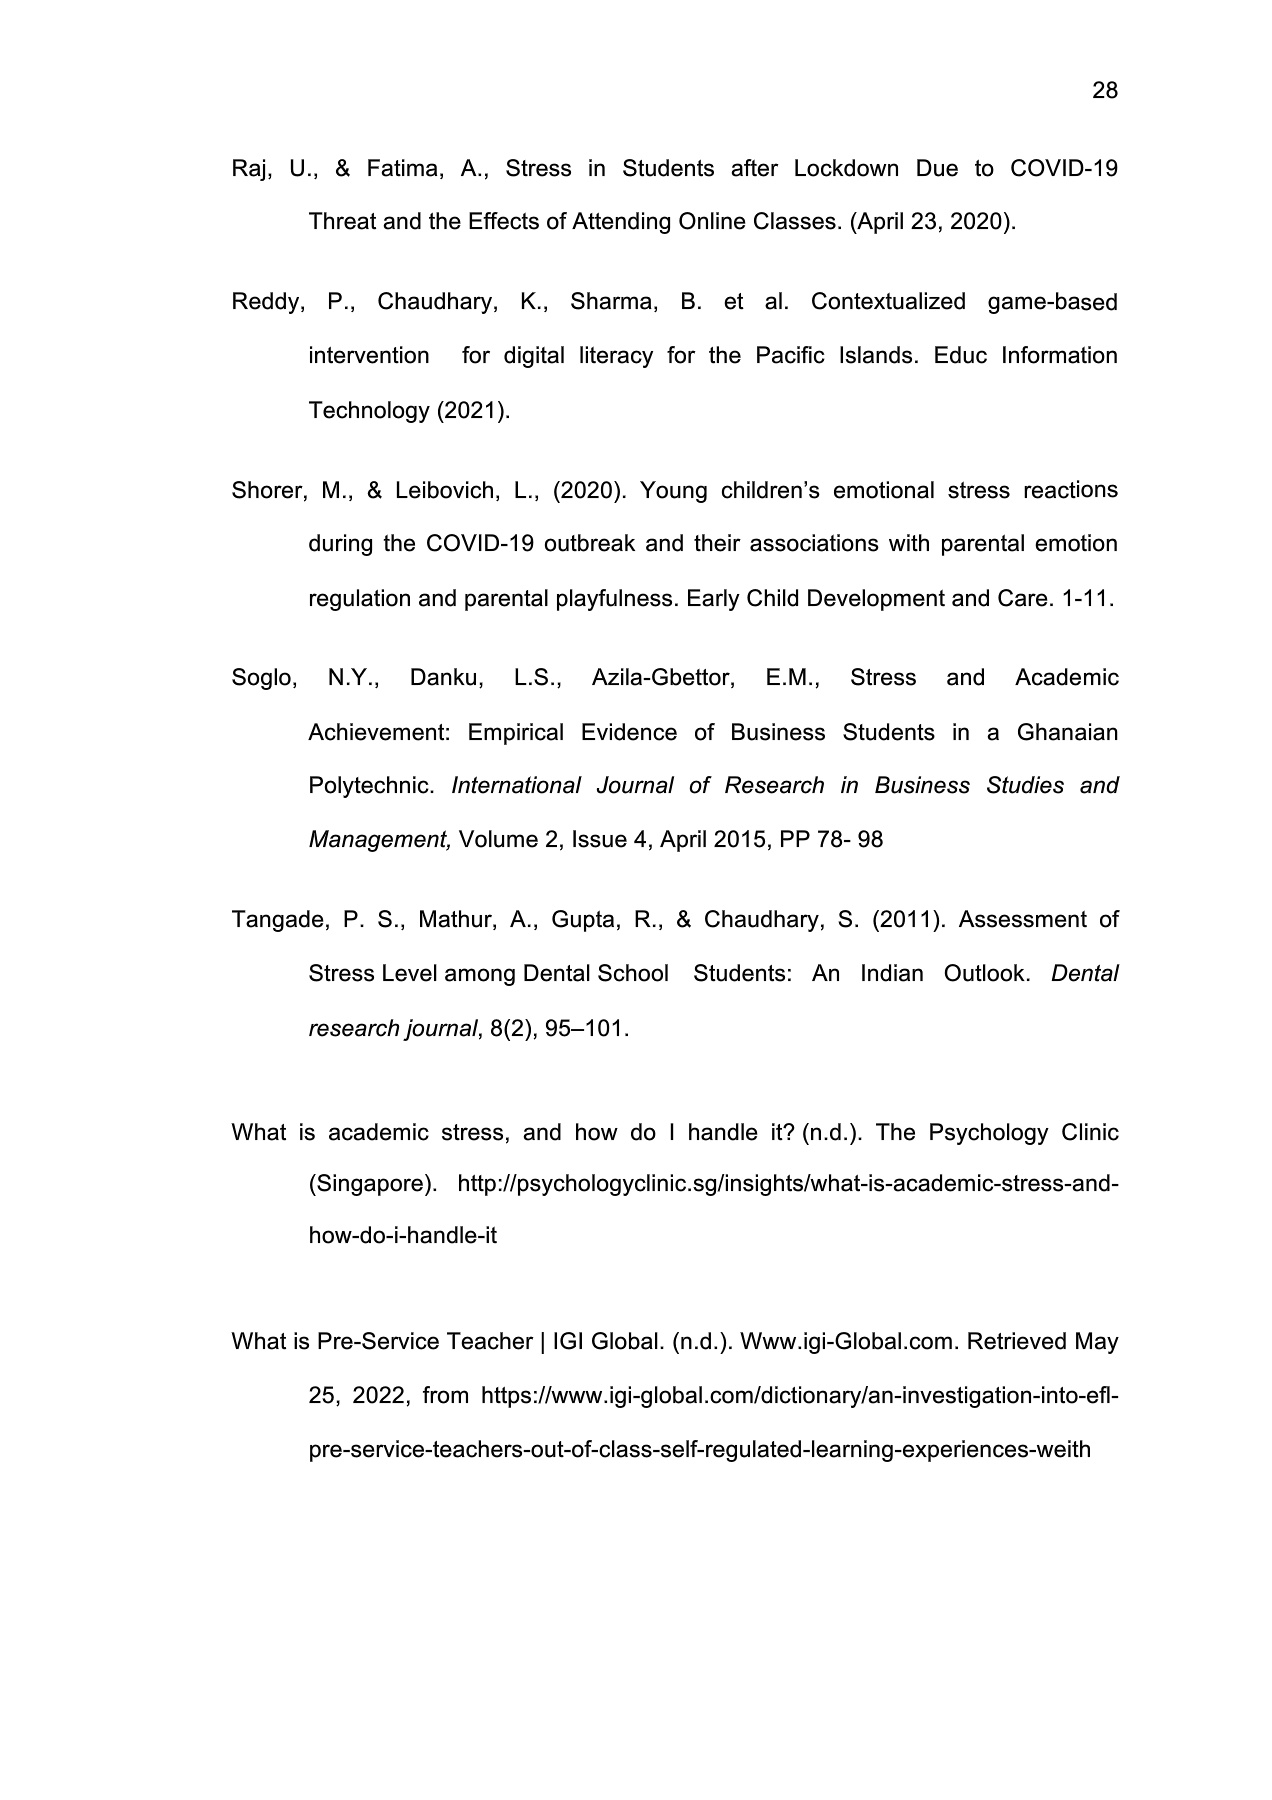 28
Raj, U., & Fatima, A., Stress in Students after Lockdown Due to COVID-19
Threat and the Effects of Attending Online Classes. (April 23, 2020).
Reddy, P., Chaudhary, K., Sharma, B. et al. Contextualized game-based
intervention for digital literacy for the Pacific Islands. Educ Information
Technology (2021).
Shorer, M., & Leibovich, L., (2020). Young children’s emotional stress reactions
during the COVID-19 outbreak and their associations with parental emotion
regulation and parental playfulness. Early Child Development and Care. 1-11.
Soglo, N.Y., Danku, L.S., Azila-Gbettor, E.M., Stress and Academic
Achievement: Empirical Evidence of Business Students in a Ghanaian
Polytechnic. International Journal of Research in Business Studies and
Management, Volume 2, Issue 4, April 2015, PP 78- 98
Tangade, P. S., Mathur, A., Gupta, R., & Chaudhary, S. (2011). Assessment of
Stress Level among Dental School Students: An Indian Outlook. Dental
research journal, 8(2), 95–101.
What is academic stress, and how do I handle it? (n.d.). The Psychology Clinic
(Singapore). http://psychologyclinic.sg/insights/what-is-academic-stress-and-
how-do-i-handle-it
What is Pre-Service Teacher | IGI Global. (n.d.). Www.igi-Global.com. Retrieved May
25, 2022, from https://www.igi-global.com/dictionary/an-investigation-into-efl-
pre-service-teachers-out-of-class-self-regulated-learning-experiences-weith